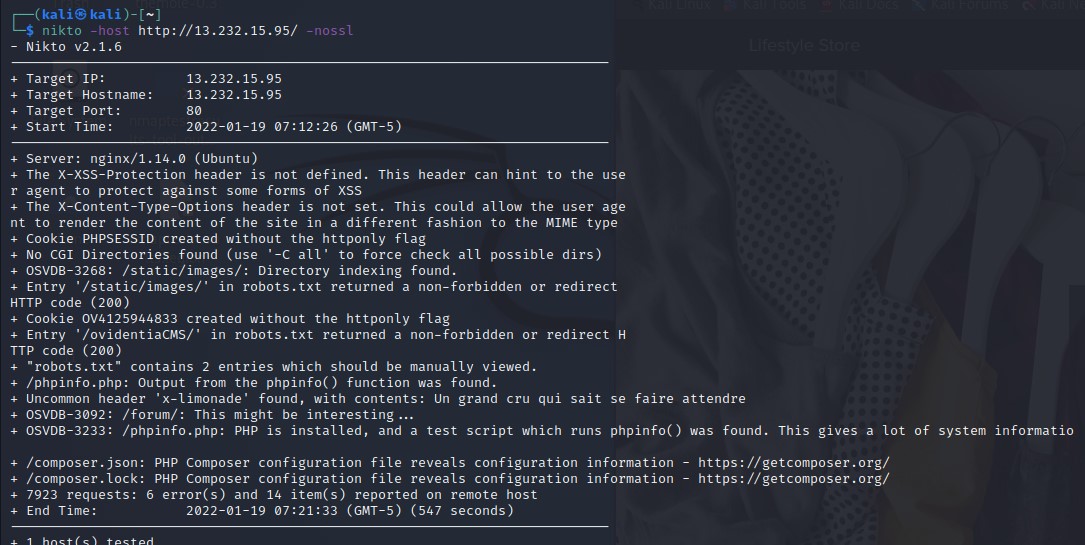 ┌──(kali㉿kali)-[~]
└─$ nikto -host http://13.232.15.95/ -nossl
- Nikto v2.1.6
+ Target IP: 13.232.15.95
+ Target Hostname: 13.232.15.95
+ Target Port: 80
+ Start Time: 2022-01-19 07:12:26 (GMT-5)
+ Server: nginx/1.14.0 (Ubuntu)
+ The X-XSS-Protection header is not defined. This header can hint to the use
r agent to protect against some forms of XSS
+ The X-Content-Type-Options header is not set. This could allow the user age
nt to render the content of the site in a different fashion to the MIME type
+ Cookie PHPSESSID created without the httponly flag
+ No CGI Directories found (use '-C all' to force check all possible dirs)
+ OSVDB-3268: /static/images/: Directory indexing found.
+ Entry '/static/images/' in robots.txt returned a non-forbidden or redirect
HTTP code (200)
+ Cookie OV4125944833 created without the httponly flag
+ Entry '/ovidentiaCMS/' in robots.txt returned a non-forbidden or redirect H
TTP code (200)
+ "robots.txt" contains 2 entries which should be manually viewed.
+ /phpinfo.php: Output from the phpinfo() function was found.
+ Uncommon header 'x-limonade' found, with contents: Un grand cru qui sait se faire attendre
+ OSVDB-3092: /forum/: This might be interesting...
+ OSVDB-3233: /phpinfo.php: PHP is installed, and a test script which runs phpinfo() was found. This gives a lot of system informatio
+ /composer.json: PHP Composer configuration file reveals configuration information - https://getcomposer.org/
+ /composer.lock: PHP Composer configuration file reveals configuration information - https://getcomposer.org/
+ 7923 requests: 6 error(s) and 14 item(s) reported on remote host
+ End Time: 2022-01-19 07:21:33 (GMT-5) (547 seconds)
+ 1 host(s) tested
Kali Linux Kali Tools Kali Docs Kali Forums
Lifestyle Store